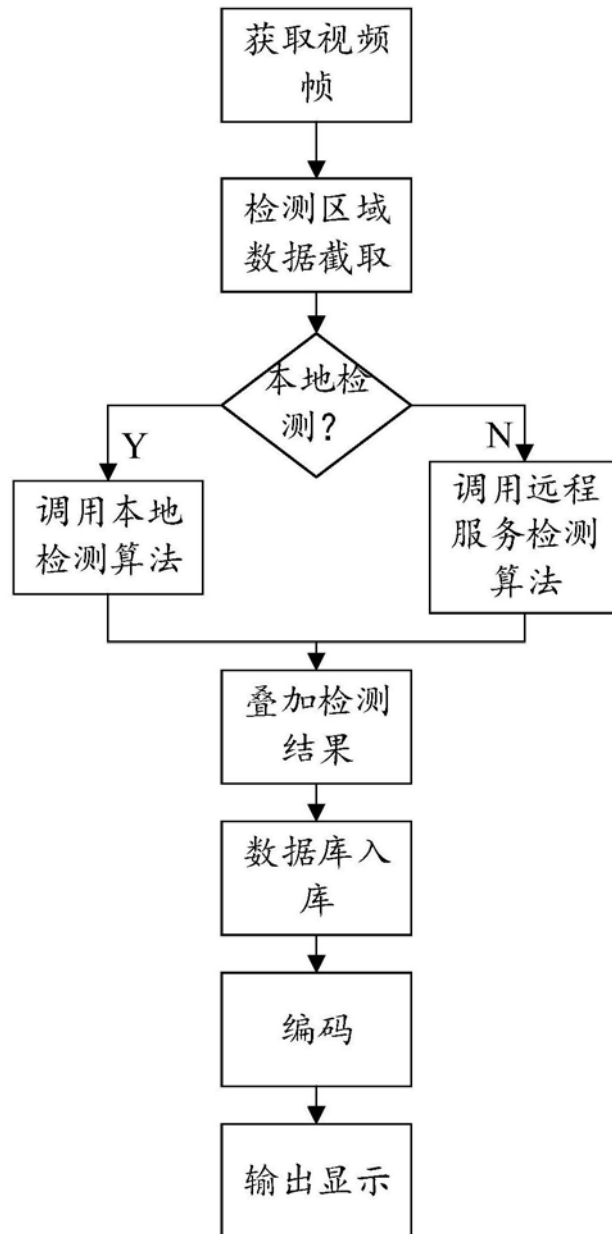 获取视频
帧
检测区域
数据截取
本地检
测?
Y
N
调用本地
检测算法
调用远程
服务检测
算法
叠加检测
结果
数据库入
库
编码
输出显示